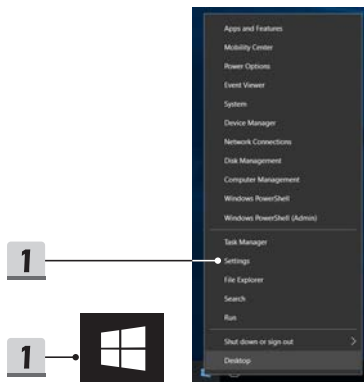 Apps and Features
Mobility Center
Power Options
Event Viewer
System
Device Manager
Network Connections
Disk Management
Computer Management
Windows PowerShell
Windows PowerShell (Admin)
Task Manager
1
Settings
File Explorer
Search
Run
1
Shut down or sign out
Desktop